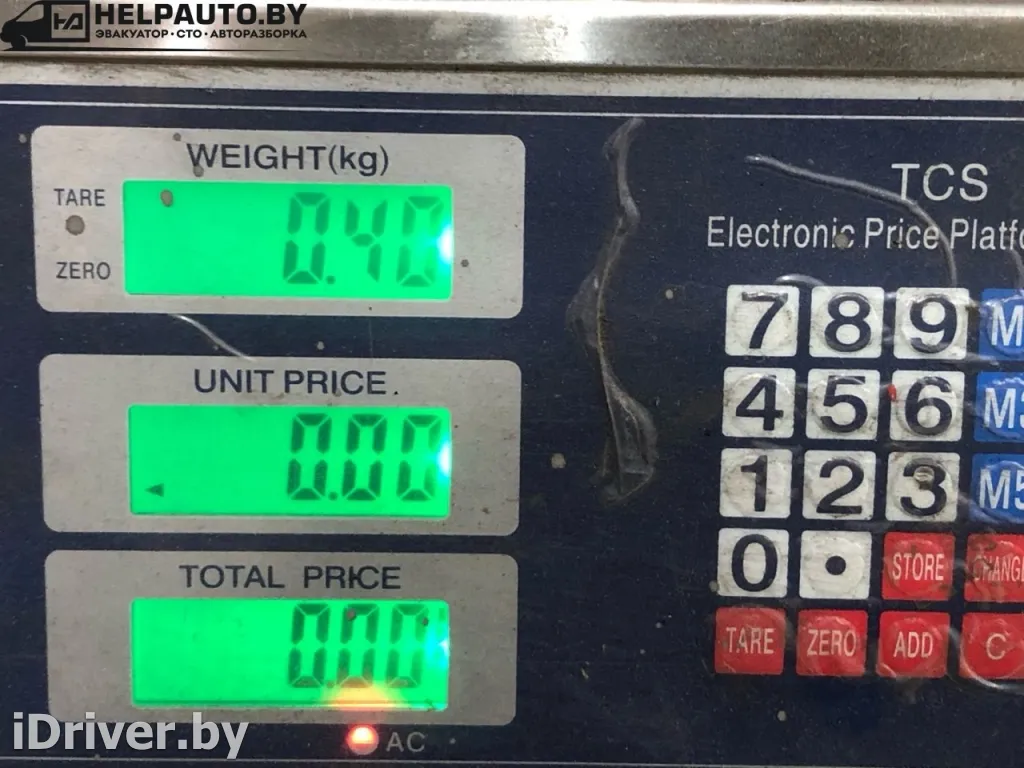 HELPAUTO.BY
ЭВАКУАТОР • СТО • АВТОРАЗБОРКА
WEIGHT(kg)
TARE
0.40
ZERO
UNIT PRICE
0.00
TOTAL PRICE
0.00
AC
TCS
Electronic Price
7 8 9
4 5 6
1 2 3 M5
0 • STORE
TARE ZERO ADD C
iDriver.by